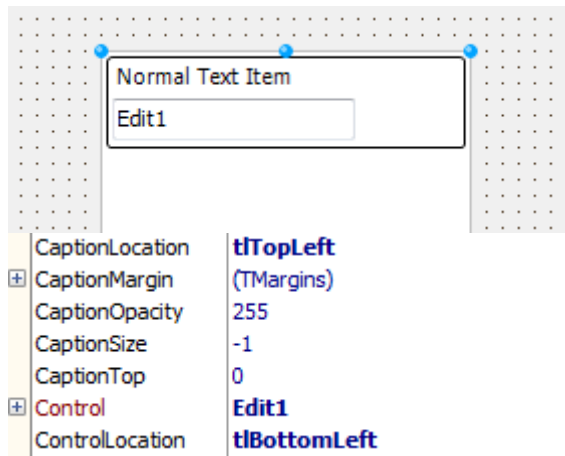 Normal Text Item
Edit1
CaptionLocation tlTopLeft
CaptionMargin (TMargins)
CaptionOpacity 255
CaptionSize -1
CaptionTop 0
Control Edit1
ControlLocation tlBottomLeft